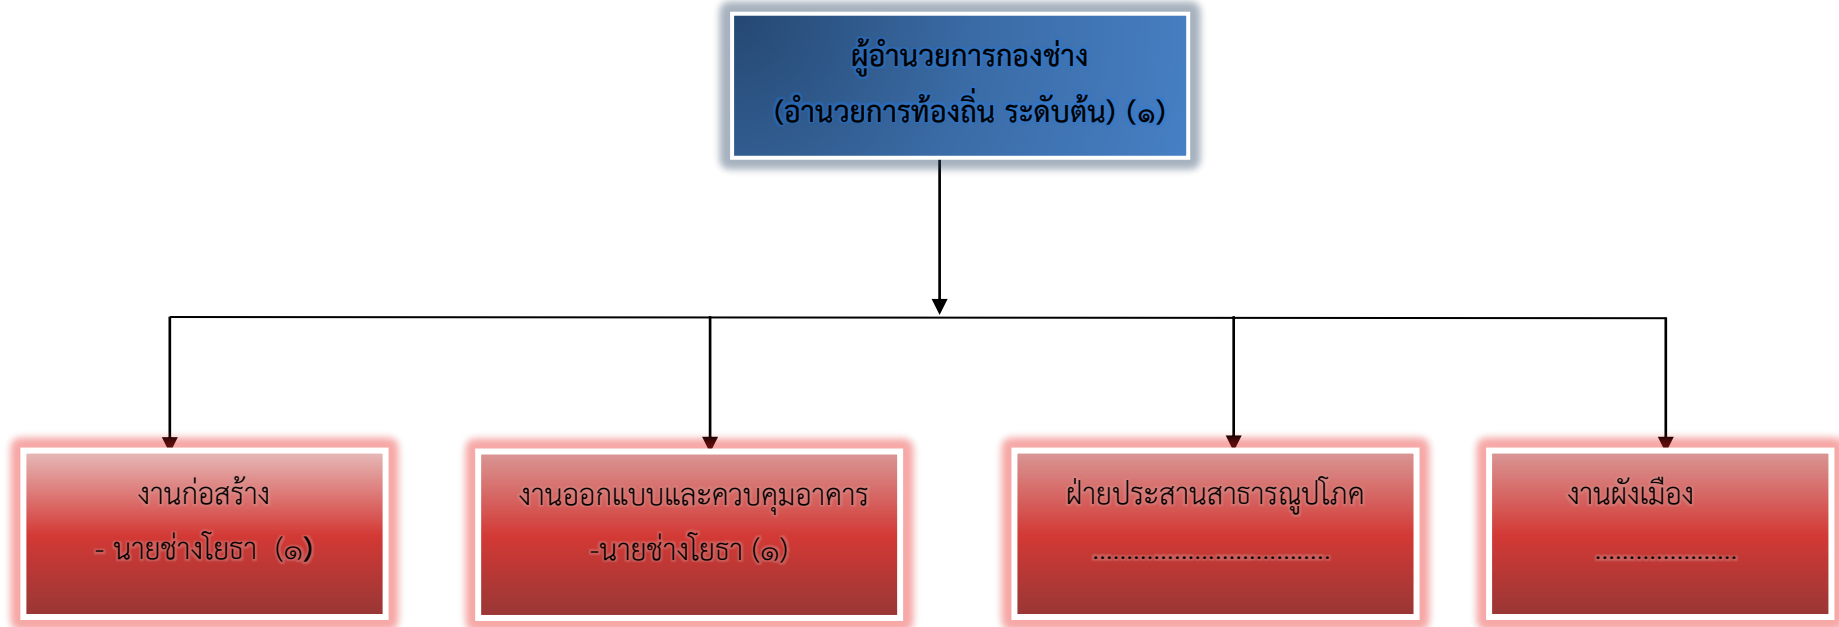 ผู้อำนวยการกองช่าง
(อำนวยการท้องถิ่น ระดับต้น) (๑)
งานก่อสร้าง
- นายช่างโยธา (๑)
งานออกแบบและควบคุมอาคาร
-นายช่างโยธา (๑)
ฝ่ายประสานสาธารณูปโภค
...................................
งานผังเมือง
.....................